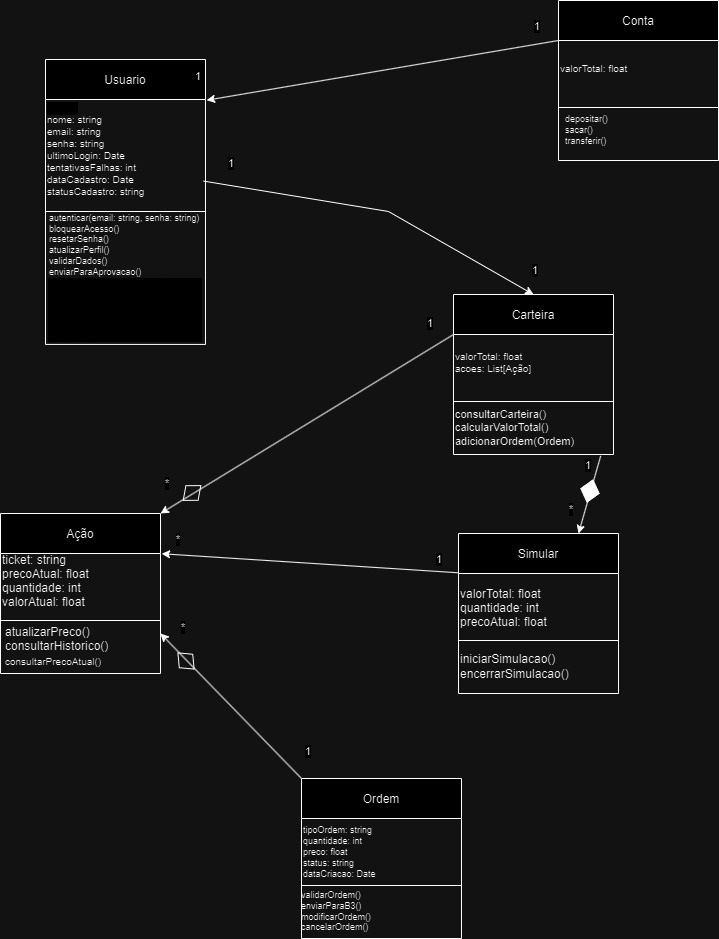 Conta
1
valorTotal: float
depositar()
sacar()
transferir()
Usuario
1
nome: string
email: string
senha: string
ultimoLogin: Date
tentativasFalhas: int
dataCadastro: Date
statusCadastro: string
autenticar(email: string, senha: string)
bloquearAcesso()
resetarSenha()
atualizarPerfil()
validarDados()
enviarParaAprovacao()
1
1
Carteira
valorTotal: float
acoes: List[Ação]
consultarCarteira()
calcularValorTotal()
adicionarOrdem(Ordem)
1
*
1
*
Ação
ticket: string
precoAtual: float
quantidade: int
valorAtual: float
atualizarPreco()
consultarHistorico()
consultarPrecoAtual()
*
1
Simular
valorTotal: float
quantidade: int
precoAtual: float
iniciarSimulacao()
encerrarSimulacao()
*
1
Ordem
tipoOrdem: string
quantidade: int
preco: float
status: string
dataCriacao: Date
validarOrdem()
enviarParaB3()
modificarOrdem()
cancelarOrdem()